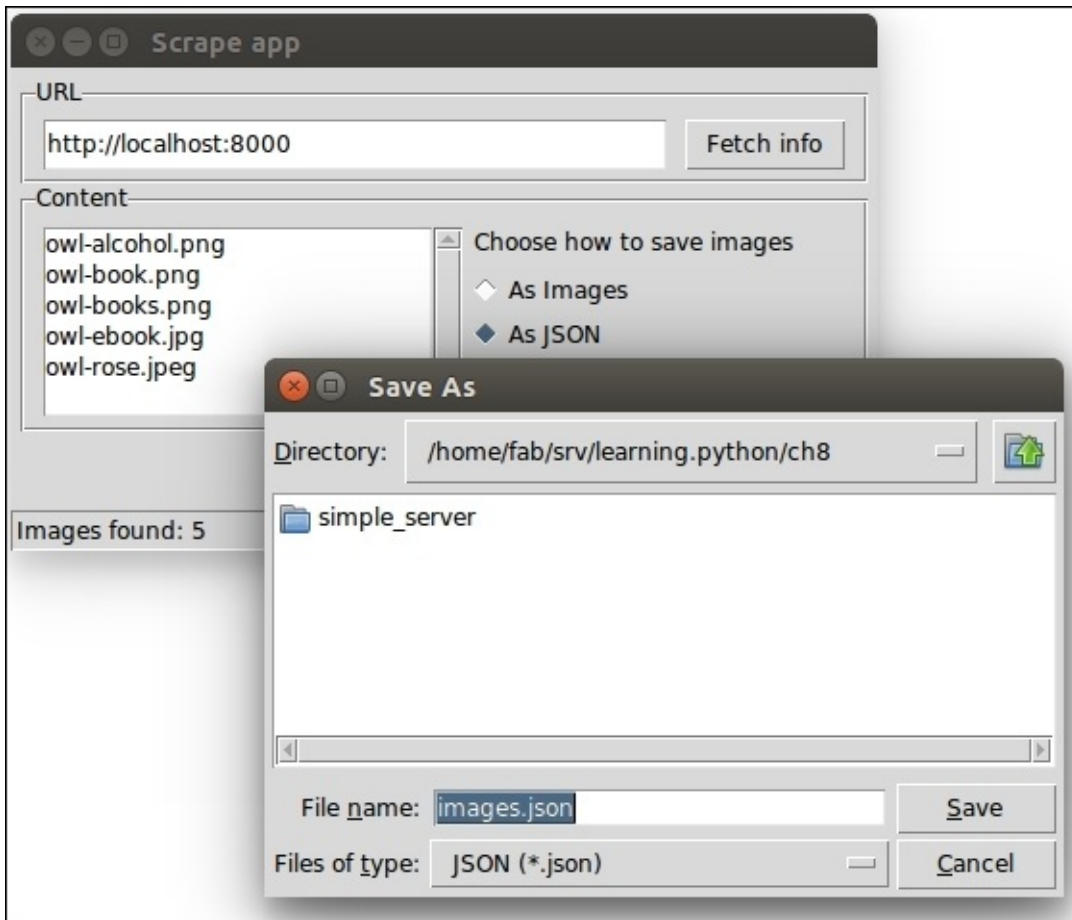 Scrape app
URL
http://localhost:8000
Fetch info
Content
owl-alcohol.png
owl-book.png
owl-books.png
owl-ebook.jpg
owl-rose.jpeg
Choose how to save images
As Images
As JSON
Images found: 5
Save As
Directory: /home/fab/srv/learning.python/ch8
simple_server
File name: images.json Save
Files of type: JSON (*.json) Cancel